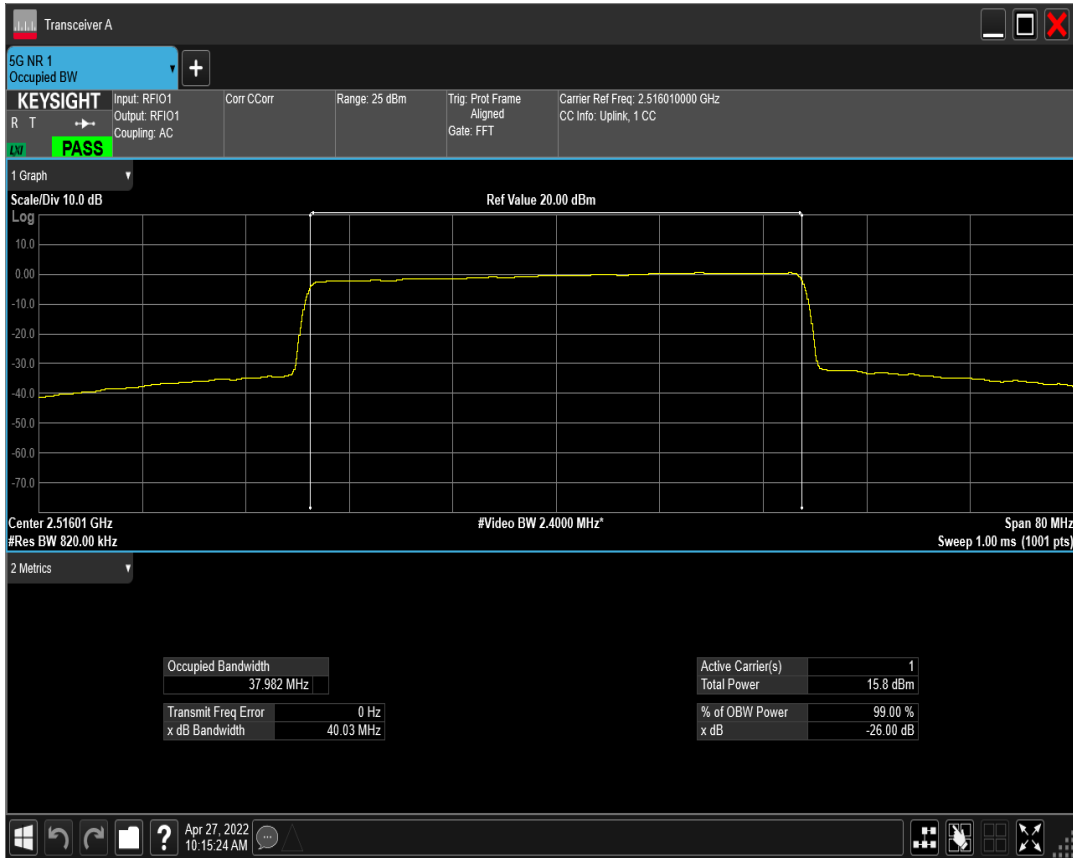 Transceiver A
5G NR 1
Occupied BW
+
KEYSIGHT
R T
LXI
PASS
Input: RFIO1
Output: RFIO1
Coupling: AC
Corr CCorr
Range: 25 dBm
Trig: Prot Frame
Aligned
Gate: FFT
Carrier Ref Freq: 2.516010000 GHz
CC Info: Uplink, 1 CC
1 Graph
Scale/Div 10.0 dB
Ref Value 20.00 dBm
Log
10.0
0.00
-10.0
-20.0
-30.0
-40.0
-50.0
-60.0
-70.0
Center 2.51601 GHz
#Video BW 2.4000 MHz*
Span 80 MHz
#Res BW 820.00 kHz
Sweep 1.00 ms (1001 pts)
2 Metrics
Occupied Bandwidth
37.982 MHz
Transmit Freq Error 0 Hz
x dB Bandwidth 40.03 MHz
Active Carrier(s) 1
Total Power 15.8 dBm
% of OBW Power 99.00 %
x dB -26.00 dB
?
Apr 27, 2022
10:15:24 AM